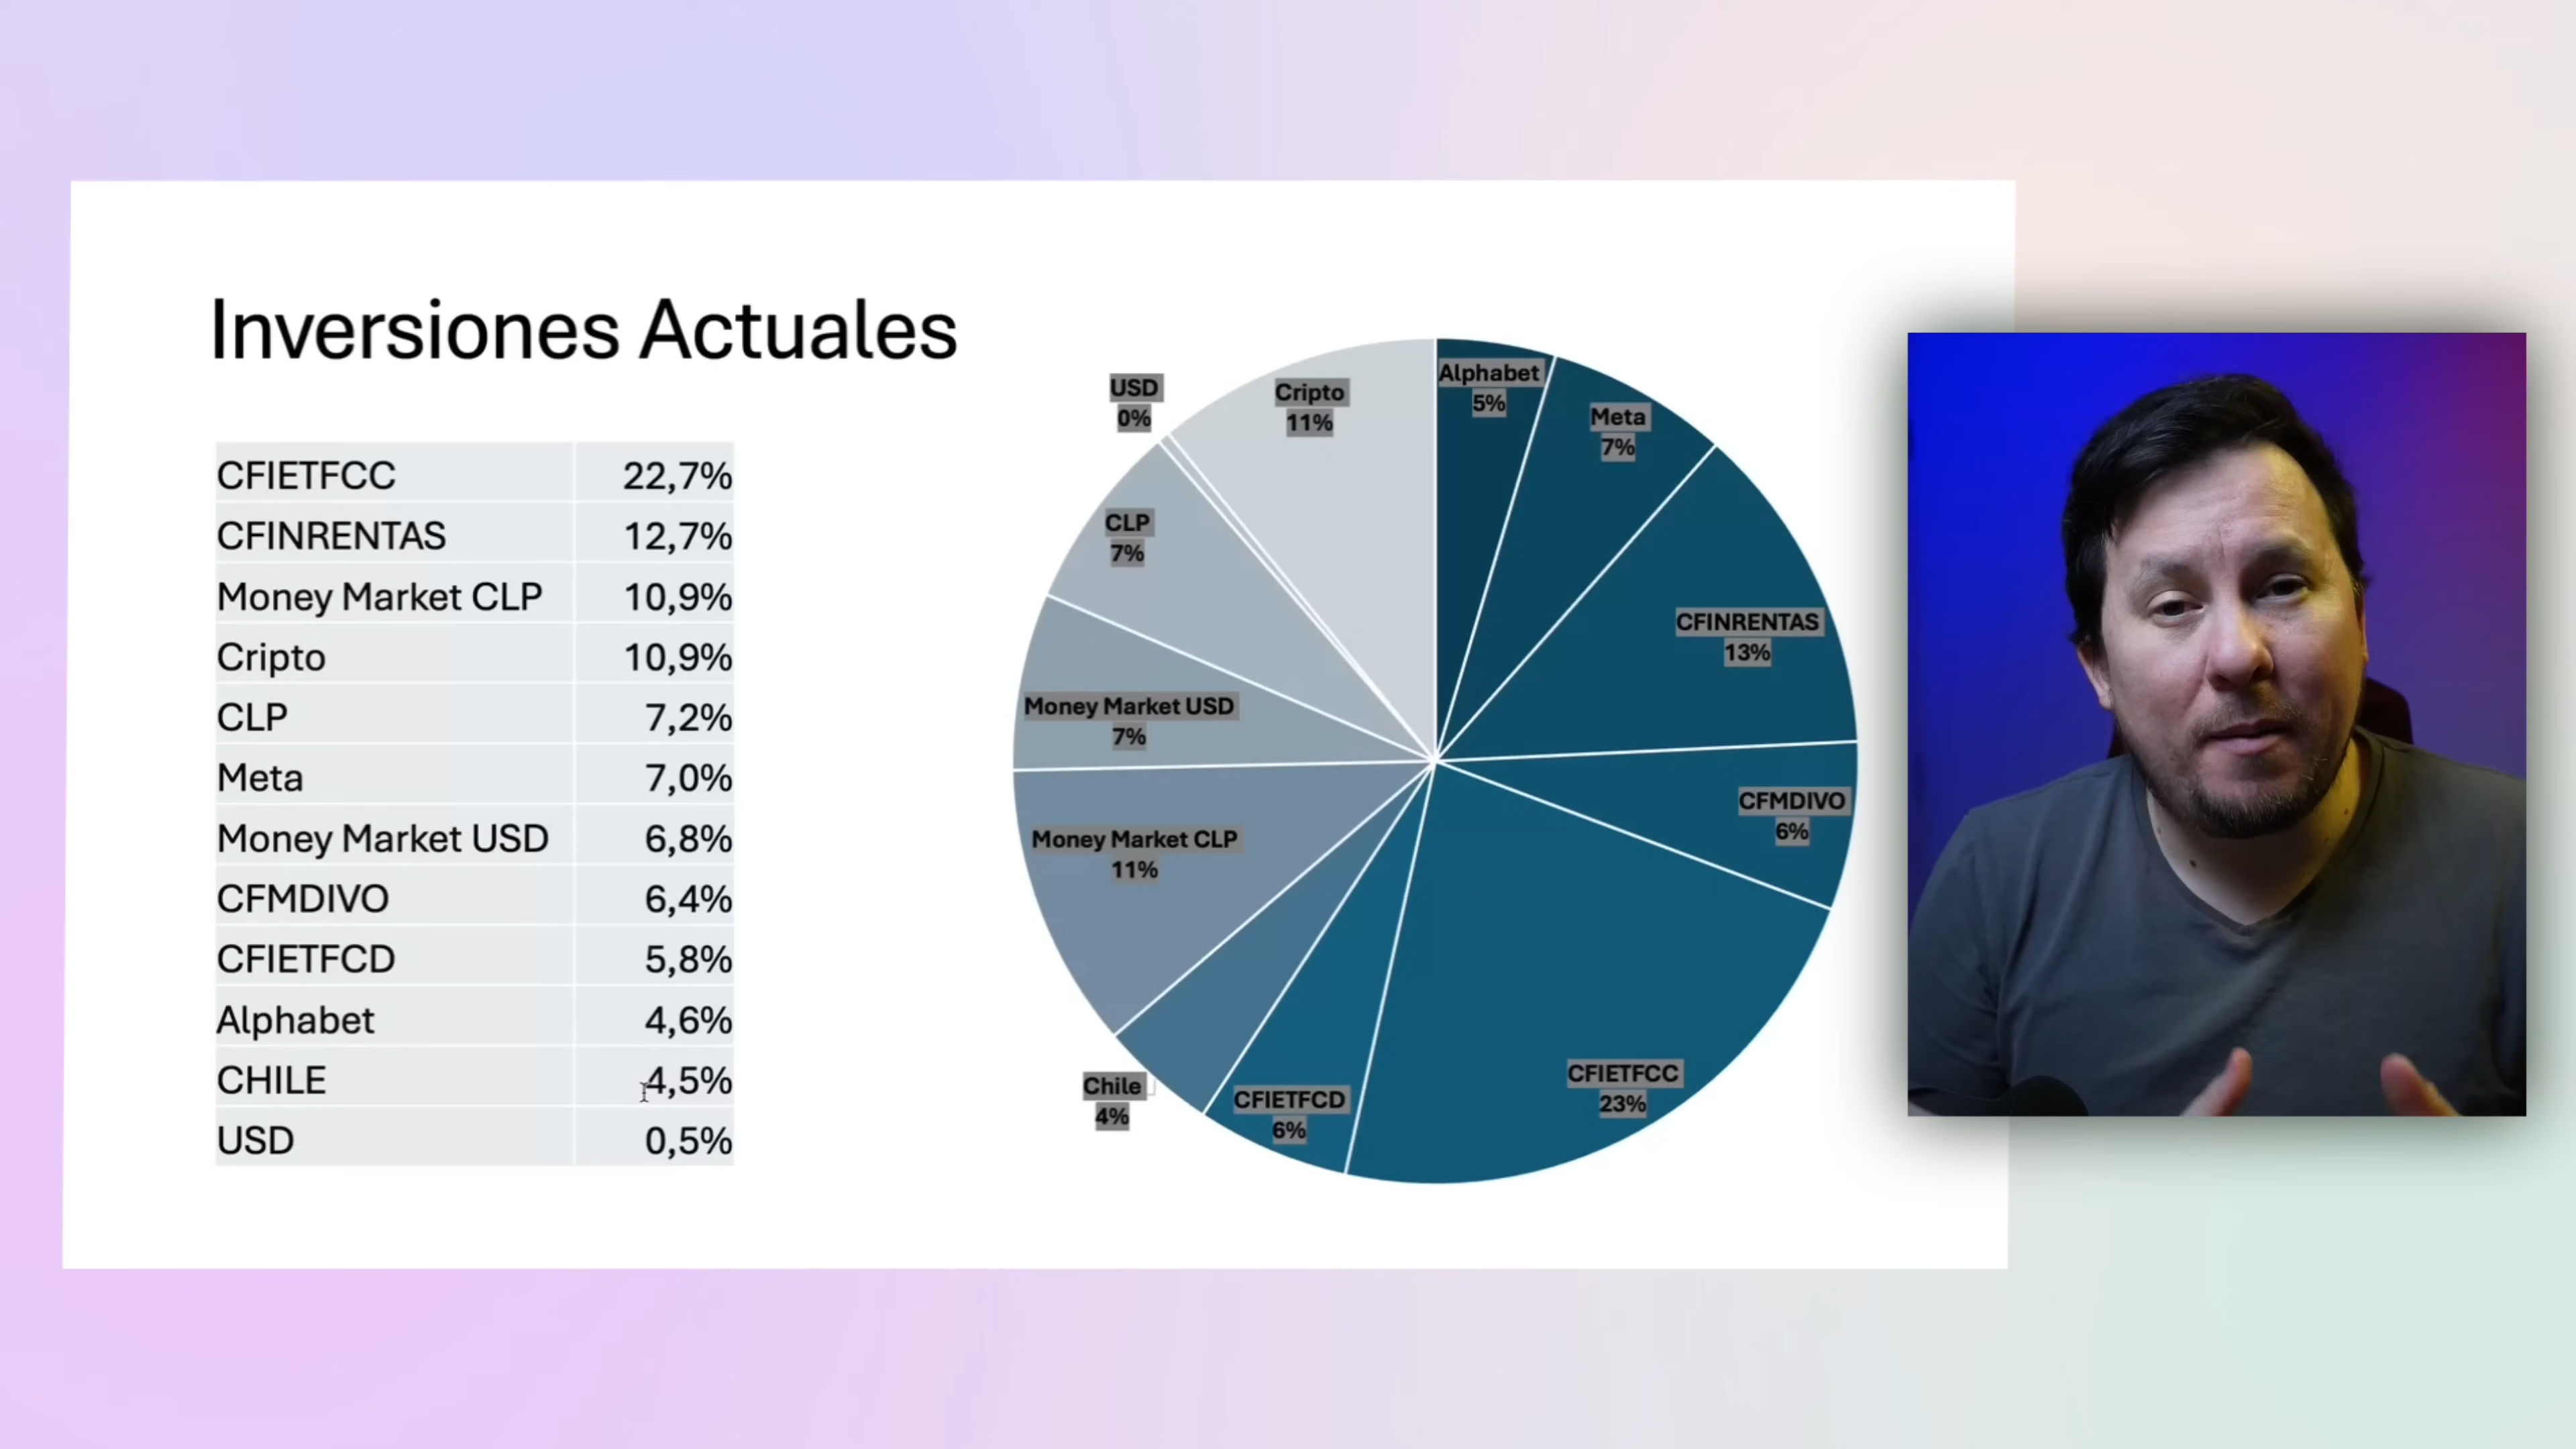 Inversiones Actuales
CFIETFCC 22,7%
CFINRENTAS 12,7%
Money Market CLP 10,9%
Cripto 10,9%
CLP 7,2%
Meta 7,0%
Money Market USD 6,8%
CFMDIVO 6,4%
CFIETFCD 5,8%
Alphabet 4,6%
CHILE 4,5%
USD 0,5%
Alphabet
5%
Meta
7%
CFINRENTAS
13%
CFMDIVO
6%
CFIETFCC
23%
CFIETFCD
6%
Chile
4%
Money Market CLP
11%
Money Market USD
7%
CLP
7%
USD
0%
Cripto
11%